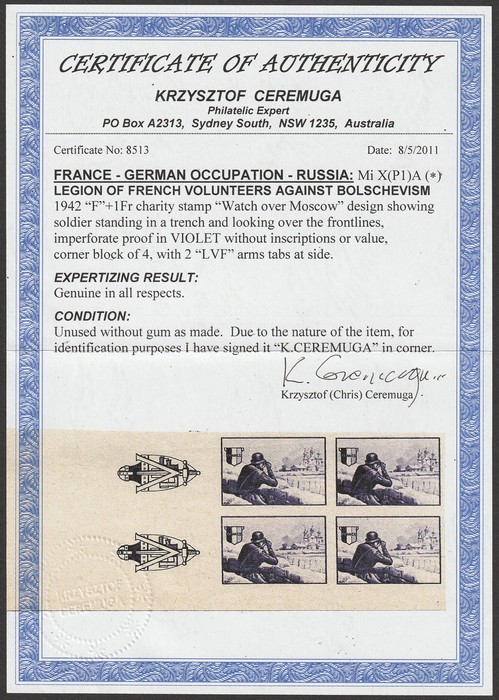 CERTIFICATE OF AUTHENTICITY
KRZYSZTOF CEREMUGA
Philatelic Expert
PO Box A2313, Sydney South, NSW 1235, Australia
Certificate No: 8513 Date: 8/5/2011
FRANCE - GERMAN OCCUPATION - RUSSIA: Mi X(P1)A (*)
LEGION OF FRENCH VOLUNTEERS AGAINST BOLSCHEVISM
1942 “F”+1Fr charity stamp “Watch over Moscow” design showing
soldier standing in a trench and looking over the frontlines,
imperforate proof in VIOLET without inscriptions or value,
corner block of 4, with 2 “LVF” arms tabs at side.
EXPERTIZING RESULT:
Genuine in all respects.
CONDITION:
Unused without gum as made. Due to the nature of the item, for
identification purposes I have signed it “K.CEREMUGA” in corner.
K. Ceremuga
Krzysztof (Chris) Ceremuga
LVF
LVF
KRZYSZTOF
CEREMUGA